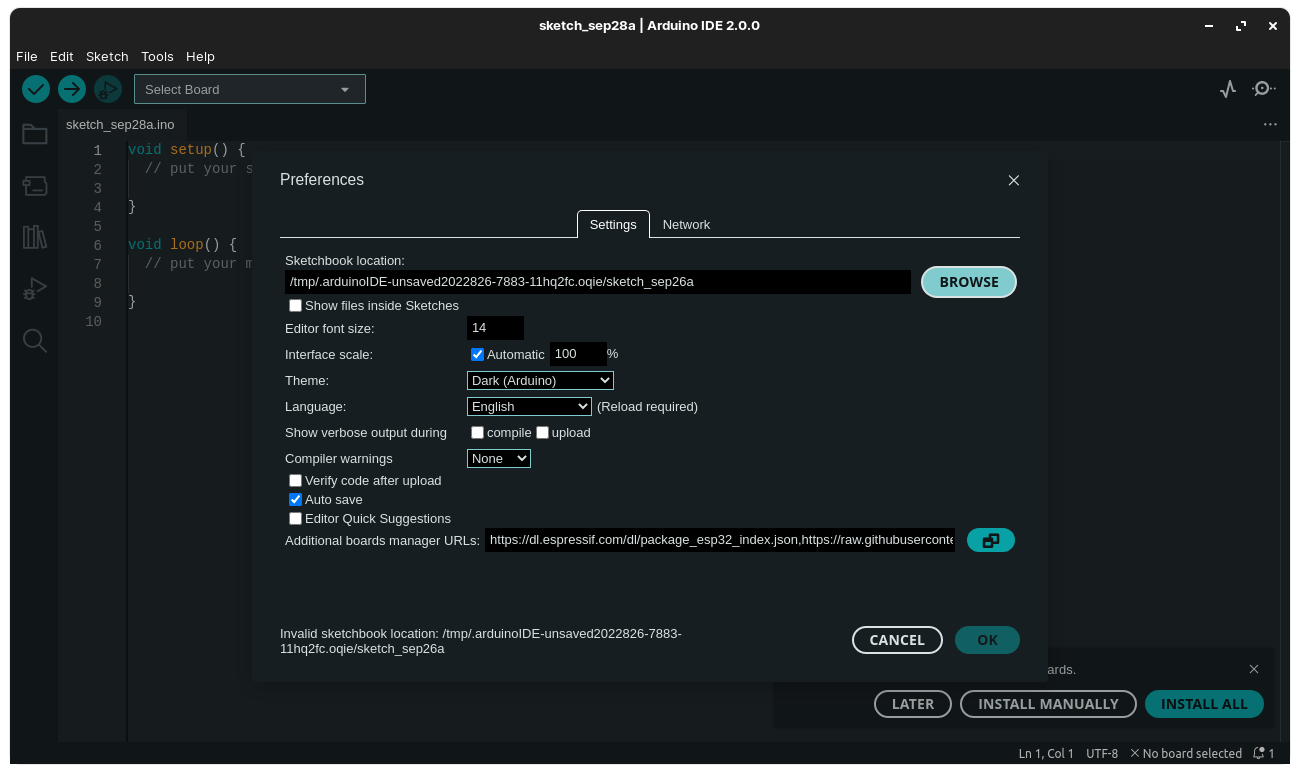 sketch_sep28a | Arduino IDE 2.0.0
File Edit Sketch Tools Help
Select Board
sketch_sep28a.ino
1 void setup() {
2 // put your s
3
4 }
5
6 void loop() {
7 // put your m
8
9 }
10
Preferences
Settings Network
Sketchbook location:
/tmp/.arduinoIDE-unsaved2022826-7883-11hq2fc.oqie/sketch_sep26a BROWSE
Show files inside Sketches
Editor font size: 14
Interface scale: Automatic 100 %
Theme: Dark (Arduino)
Language: English (Reload required)
Show verbose output during compile upload
Compiler warnings None
Verify code after upload
Auto save
Editor Quick Suggestions
Additional boards manager URLs: https://dl.espressif.com/dl/package_esp32_index.json,https://raw.githubuserconte
Invalid sketchbook location: /tmp/.arduinoIDE-unsaved2022826-7883-
11hq2fc.oqie/sketch_sep26a
CANCEL OK
ards.
LATER INSTALL MANUALLY INSTALL ALL
Ln 1, Col 1 UTF-8 No board selected 1